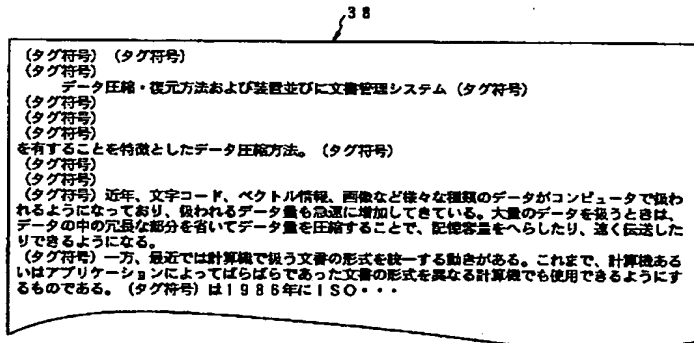 38
(タグ符号) (タグ符号)
(タグ符号)
データ圧縮・復元方法および装置並びに文書管理システム (タグ符号)
(タグ符号)
(タグ符号)
(タグ符号)
を有することを特徴としたデータ圧縮方法。 (タグ符号)
(タグ符号)
(タグ符号)
(タグ符号) 近年、文字コード、ベクトル情報、画像など様々な種類のデータがコンピュータで扱わ
れるようになっており、扱われるデータ量も急速に増加してきている。大量のデータを扱うときは、
データの中の冗長な部分を省いてデータ量を圧縮することで、記憶容量をへらしたり、速く伝送した
りできるようになる。
(タグ符号) 一方、最近では計算機で扱う文書の形式を統一する動きがある。これまで、計算機ある
いはアプリケーションによってばらばらであった文書の形式を異なる計算機でも使用できるようにす
るものである。 (タグ符号) は1986年にISO・・・